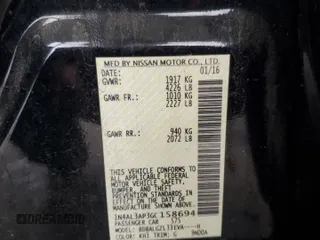 MFD BY NISSAN MOTOR CO., LTD.
DATE: 01/16
GVWR: 1917 KG
4226 LB
GAWR FR: 1010 KG
2227 LB
GAWR RR: 940 KG
2072 LB
THIS VEHICLE CONFORMS TO
ALL APPLICABLE FEDERAL
MOTOR VEHICLE SAFETY,
BUMPER, AND THEFT
PREVENTION STANDARDS
IN EFFECT ON THE DATE OF
MANUFACTURE SHOWN ABOVE.
1N4AL3AP3GC158694
PASSENGER CAR
MODEL:
COLOR: KH3 TRIM: G